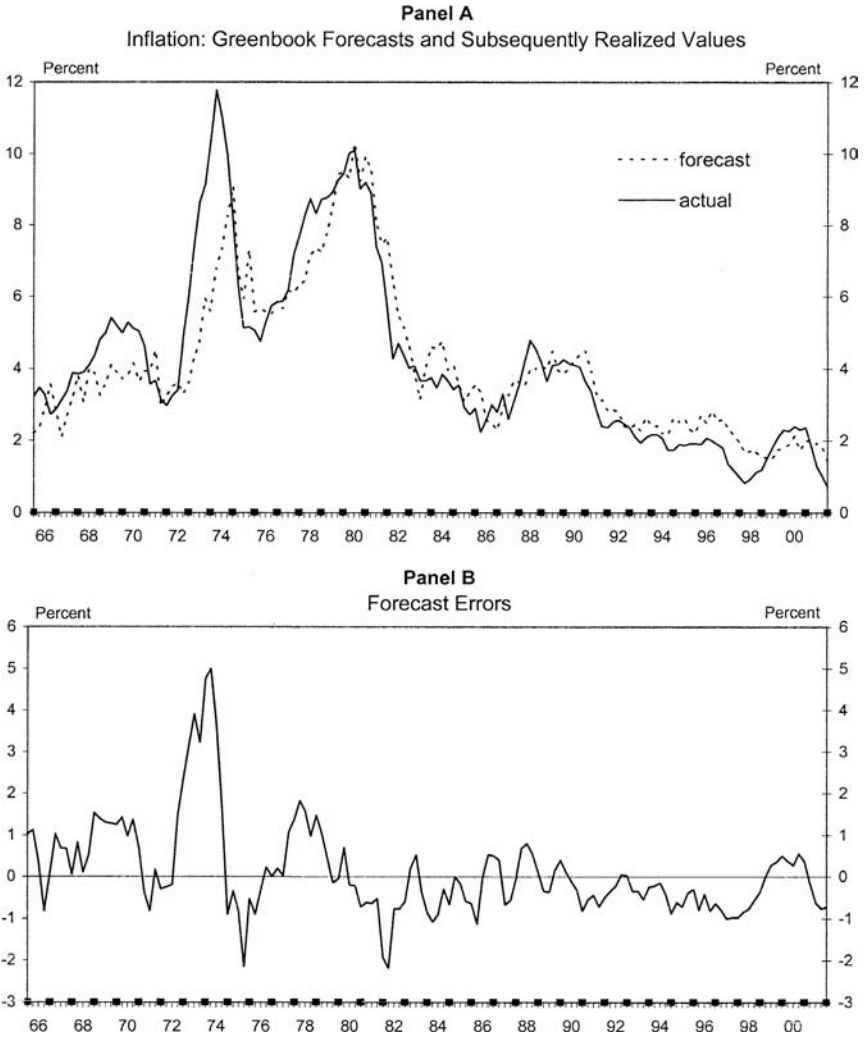 Panel A
Inflation: Greenbook Forecasts and Subsequently Realized Values
Percent Percent
12 12
10 10
forecast
8 actual 8
6 6
4 4
2 2
0 0
66 68 70 72 74 76 78 80 82 84 86 88 90 92 94 96 98 00
Panel B
Forecast Errors
Percent Percent
6 6
5 5
4 4
3 3
2 2
1 1
0 0
-1 -1
-2 -2
-3 -3
66 68 70 72 74 76 78 80 82 84 86 88 90 92 94 96 98 00